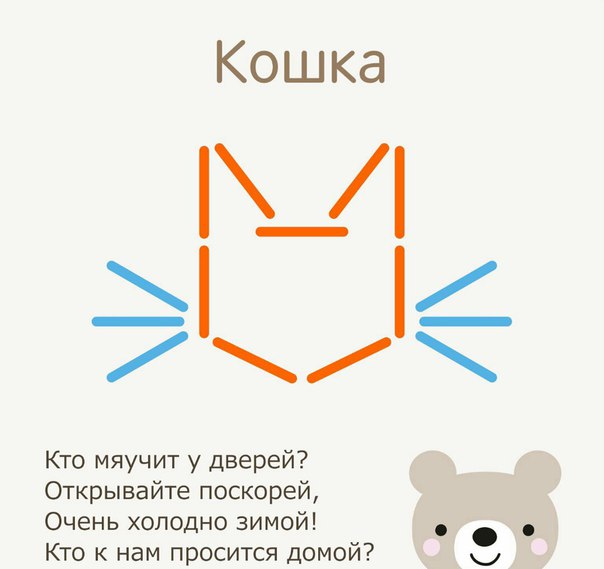 Кошка
Кто мяучит у дверей?
Открывайте поскорей,
Очень холодно зимой!
Кто к нам просится домой?